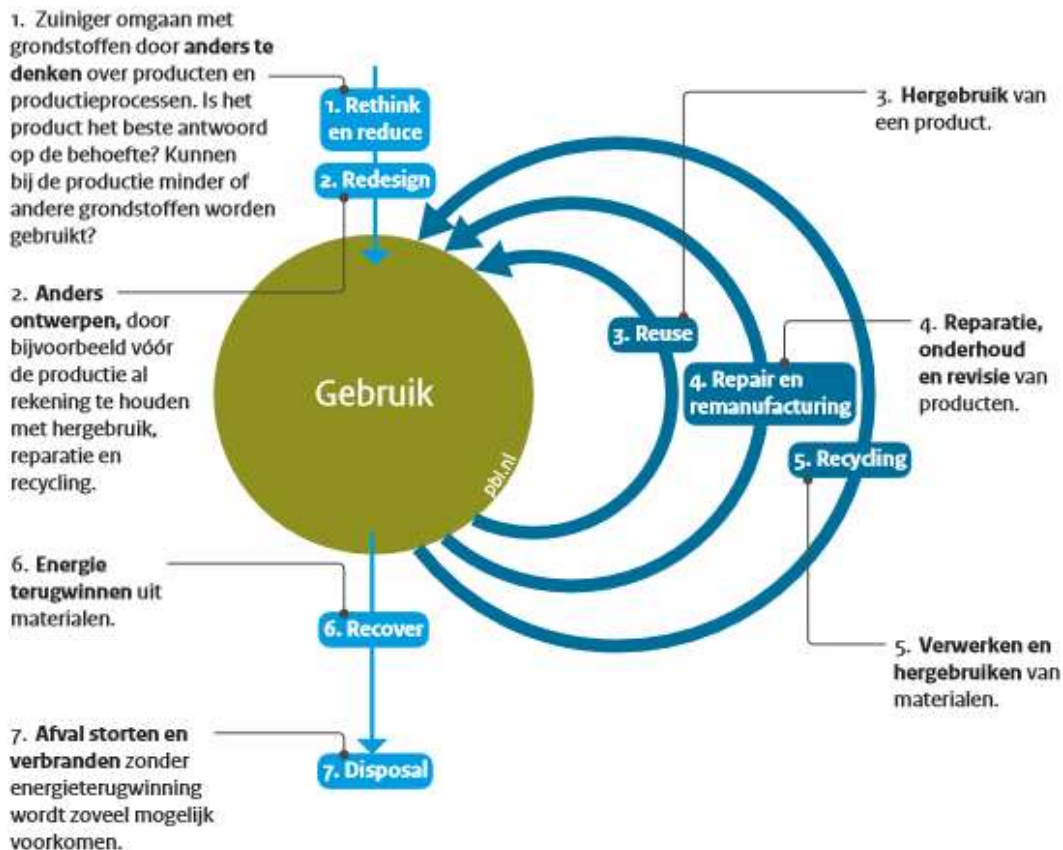 1. Zuiniger omgaan met
grondstoffen door anders te
denken over producten en
productieprocessen. Is het
product het beste antwoord
op de behoefte? Kunnen
bij de productie minder of
andere grondstoffen worden
gebruikt?
1. Rethink
en reduce
2. Redesign
2. Anders
ontwerpen, door
bijvoorbeeld vóór
de productie al
rekening te houden
met hergebruik,
reparatie en
recycling.
Gebruik
pbl.nl
3. Reuse
3. Hergebruik van
een product.
4. Repair en
remanufacturing
4. Reparatie,
onderhoud
en revisie van
producten.
5. Recycling
5. Verwerken en
hergebruiken van
materialen.
6. Energie
terugwinnen uit
materialen.
6. Recover
7. Afval storten en
verbranden zonder
energieterugwinning
wordt zoveel mogelijk
voorkomen.
7. Disposal